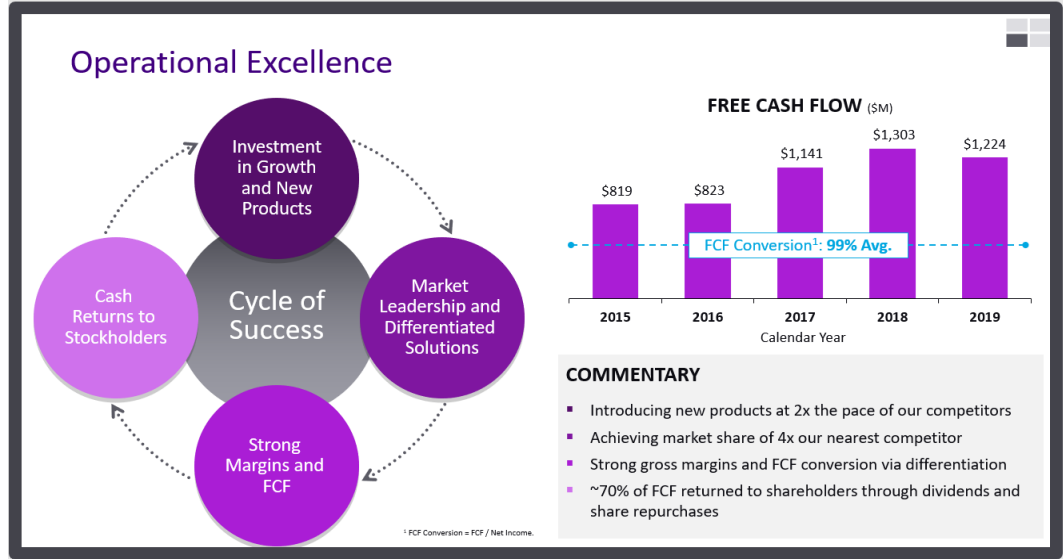 Operational Excellence
Investment
in Growth
and New
Products
Market
Leadership and
Differentiated
Solutions
Strong
Margins and
FCF
Cash
Returns to
Stockholders
Cycle of
Success
¹ FCF Conversion = FCF / Net Income.
FREE CASH FLOW ($M)
$819
$823
$1,141
$1,303
$1,224
FCF Conversion¹: 99% Avg.
2015 2016 2017 2018 2019
Calendar Year
COMMENTARY
▪ Introducing new products at 2x the pace of our competitors
▪ Achieving market share of 4x our nearest competitor
▪ Strong gross margins and FCF conversion via differentiation
▪ ~70% of FCF returned to shareholders through dividends and
share repurchases